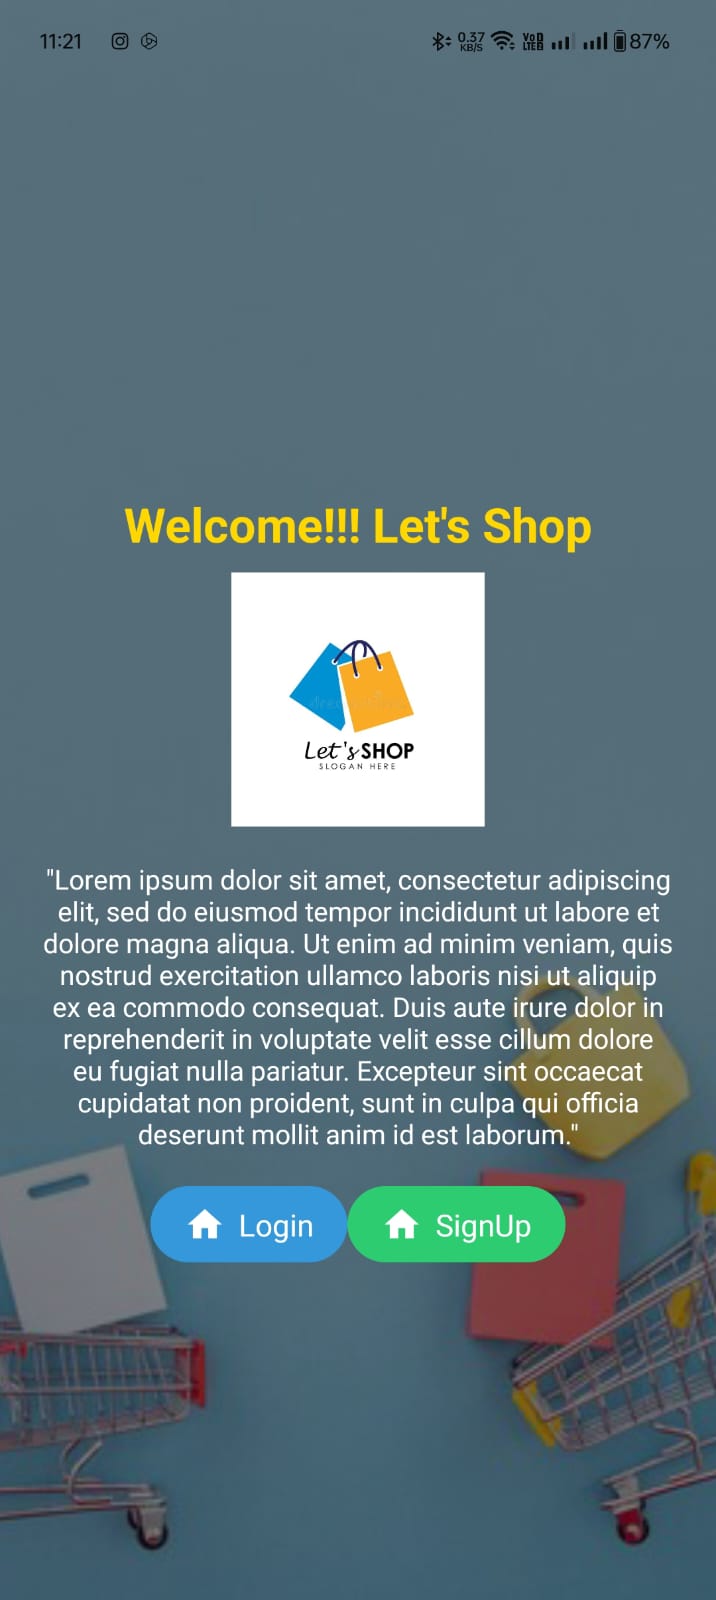 11:21
0.37
KB/S
Vo
LTE
87%
Welcome!!! Let's Shop
Let's SHOP
SLOGAN HERE
"Lorem ipsum dolor sit amet, consectetur adipiscing
elit, sed do eiusmod tempor incididunt ut labore et
dolore magna aliqua. Ut enim ad minim veniam, quis
nostrud exercitation ullamco laboris nisi ut aliquip
ex ea commodo consequat. Duis aute irure dolor in
reprehenderit in voluptate velit esse cillum dolore
eu fugiat nulla pariatur. Excepteur sint occaecat
cupidatat non proident, sunt in culpa qui officia
deserunt mollit anim id est laborum."
Login
SignUp